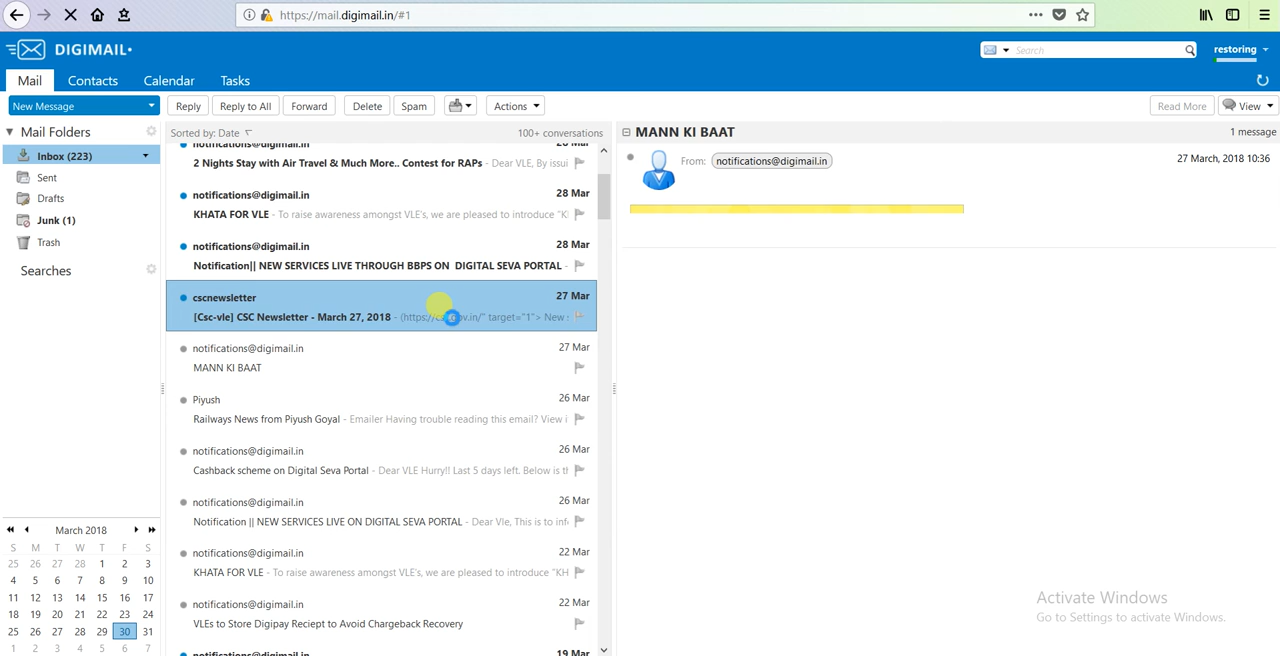 https://mail.digimail.in/#1
DIGIMAIL
Search
restoring
Mail Contacts Calendar Tasks
New Message Reply Reply to All Forward Delete Spam Actions Read More View
Mail Folders
Inbox (223)
Sent
Drafts
Junk (1)
Trash
Searches
March 2018
S M T W T F S
25 26 27 28 1 2 3
4 5 6 7 8 9 10
11 12 13 14 15 16 17
18 19 20 21 22 23 24
25 26 27 28 29 30 31
1 2 3 4 5 6 7
Sorted by: Date 100+ conversations
notifications@digimail.in 28 Mar
2 Nights Stay with Air Travel & Much More.. Contest for RAPs - Dear VLE, By issui
notifications@digimail.in 28 Mar
KHATA FOR VLE - To raise awareness amongst VLE's, we are pleased to introduce "K
notifications@digimail.in 28 Mar
Notification|| NEW SERVICES LIVE THROUGH BBPS ON DIGITAL SEVA PORTAL -
cscnewsletter 27 Mar
[Csc-vle] CSC Newsletter - March 27, 2018 - target="1"> New
notifications@digimail.in 27 Mar
MANN KI BAAT
Piyush 26 Mar
Railways News from Piyush Goyal - Emailer Having trouble reading this email? View i
notifications@digimail.in 26 Mar
Cashback scheme on Digital Seva Portal - Dear VLE Hurry!! Last 5 days left. Below is th
notifications@digimail.in 26 Mar
Notification || NEW SERVICES LIVE ON DIGITAL SEVA PORTAL - Dear Vle, This is to info
notifications@digimail.in 22 Mar
KHATA FOR VLE - To raise awareness amongst VLE's, we are pleased to introduce "KH
notifications@digimail.in 22 Mar
VLEs to Store Digipay Reciept to Avoid Chargeback Recovery
notifications@digimail.in 19 Mar
MANN KI BAAT 1 message
From: notifications@digimail.in 27 March, 2018 10:36
Activate Windows
Go to Settings to activate Windows.